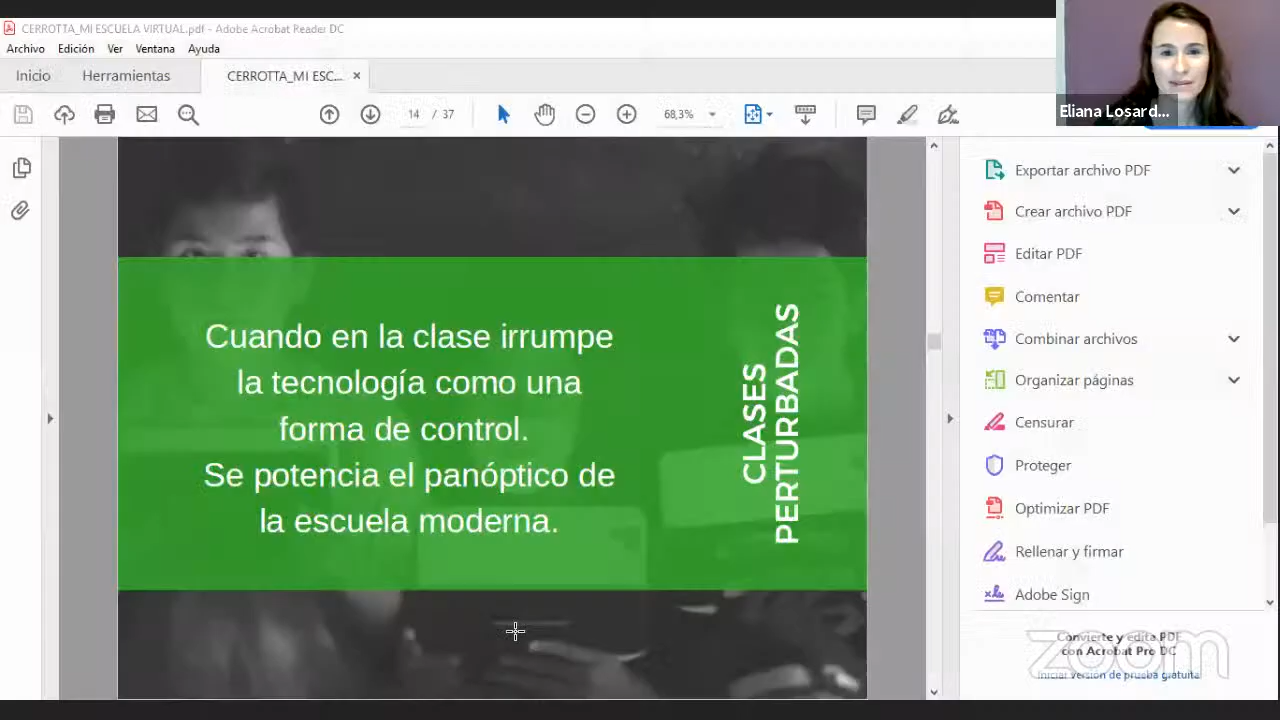 CERROTTA_MI ESCUELA VIRTUAL.pdf - Adobe Acrobat Reader DC
Archivo Edición Ver Ventana Ayuda
Inicio Herramientas CERROTTA_MI ESC... ×
14 / 37 68,3%
Eliana Losard...
Cuando en la clase irrumpe
la tecnología como una
forma de control.
Se potencia el panóptico de
la escuela moderna.
CLASES
PERTURBADAS
Exportar archivo PDF
Crear archivo PDF
Editar PDF
Comentar
Combinar archivos
Organizar páginas
Censurar
Proteger
Optimizar PDF
Rellenar y firmar
Adobe Sign
Convierte y edita PDF
con Acrobat Pro DC
Iniciar versión de prueba gratuita
zoom